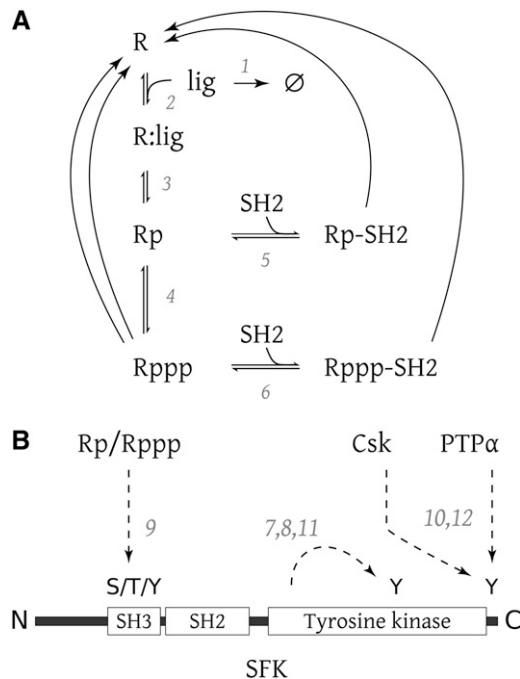 A
R
lig
1
∅
2
R:lig
3
SH2
Rp
Rp-SH2
5
4
SH2
Rppp
Rppp-SH2
6
B
Rp/Rppp
Csk
PTPα
9
7,8,11
10,12
S/T/Y
Y
Y
N
SH3
SH2
Tyrosine kinase
C
SFK